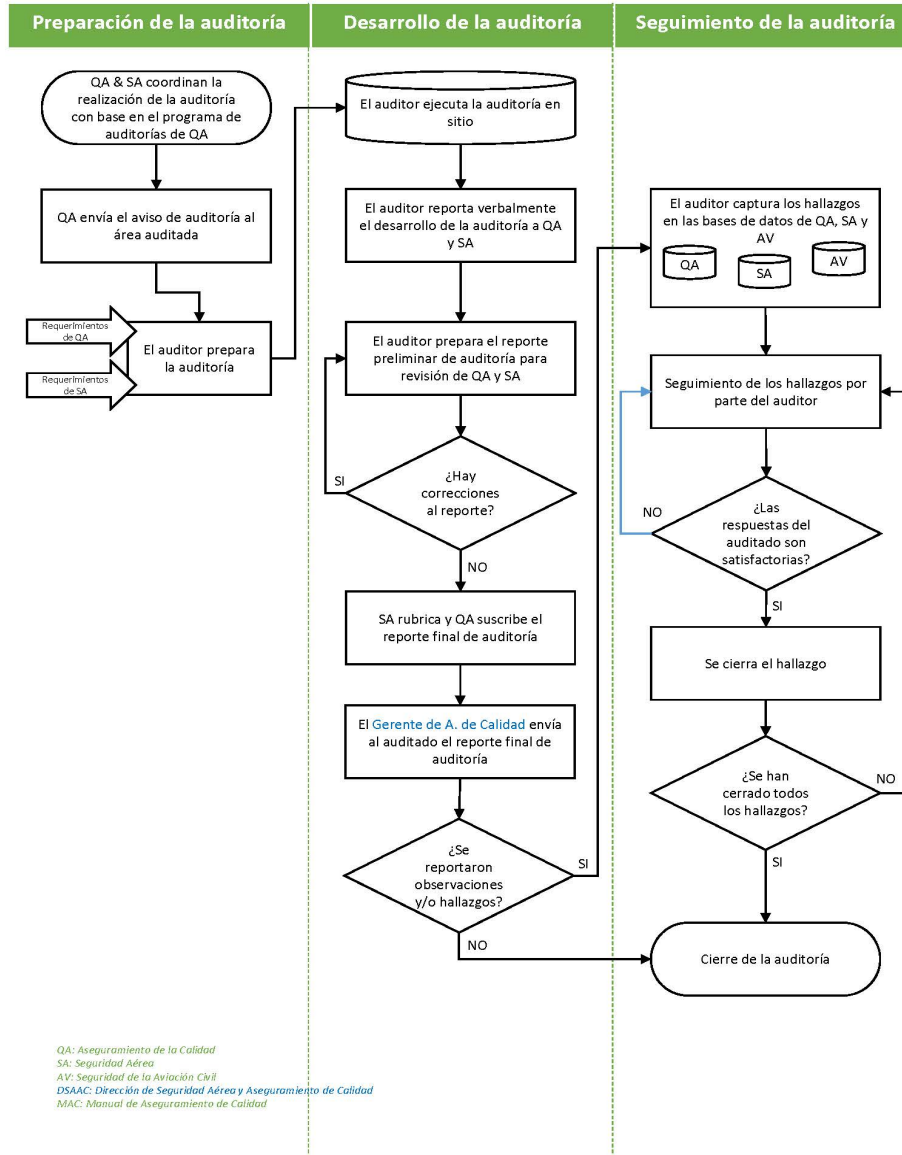 Preparación de la auditoría
Desarrollo de la auditoría
Seguimiento de la auditoría
QA & SA coordinan la
realización de la auditoría
con base en el programa de
auditorías de QA
QA envía el aviso de auditoría al
área auditada
Requerimientos
de QA
Requerimientos
de SA
El auditor prepara
la auditoría
El auditor ejecuta la auditoría en
sitio
El auditor reporta verbalmente
el desarrollo de la auditoría a QA
y SA
El auditor prepara el reporte
preliminar de auditoría para
revisión de QA y SA
SI
¿Hay
correcciones
al reporte?
NO
SA rubrica y QA suscribe el
reporte final de auditoría
El Gerente de A. de Calidad envía
al auditado el reporte final de
auditoría
¿Se
reportaron
observaciones
y/o hallazgos?
SI
NO
El auditor captura los hallazgos
en las bases de datos de QA, SA y
AV
QA
SA
AV
Seguimiento de los hallazgos por
parte del auditor
NO
¿Las
respuestas del
auditado son
satisfactorias?
SI
Se cierra el hallazgo
¿Se han
cerrado todos
los hallazgos?
NO
SI
Cierre de la auditoría
QA: Aseguramiento de la Calidad
SA: Seguridad Aérea
AV: Seguridad de la Aviación Civil
DSAAC: Dirección de Seguridad Aérea y Aseguramiento de Calidad
MAC: Manual de Aseguramiento de Calidad